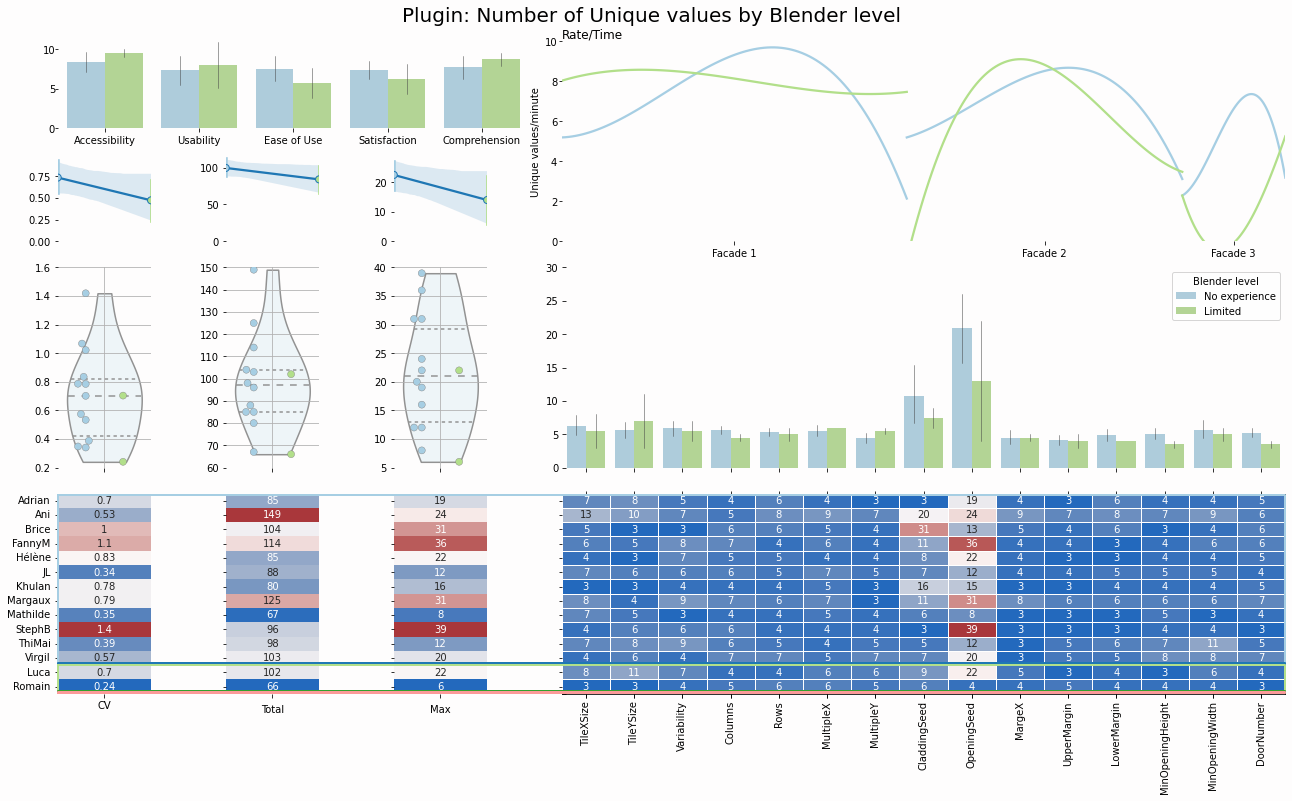 Plugin: Number of Unique values by Blender level
10
5
0
Accessibility Usability Ease of Use Satisfaction Comprehension
Rate/Time
Unique values/minute
10
8
6
4
2
0
Facade 1 Facade 2 Facade 3
0.75
0.50
0.25
0.00
100
50
0
20
10
0
1.6
1.4
1.2
1.0
0.8
0.6
0.4
0.2
150
140
130
120
110
100
90
80
70
60
40
35
30
25
20
15
10
5
30
25
20
15
10
5
0
Blender level
No experience
Limited
Adrian 0.7 85 19 7 8 5 4 6 4 3 3 19 4 3 6 4 4 5
Ani 0.53 149 24 13 10 7 5 8 9 7 20 24 9 7 8 7 9 6
Brice 1 104 31 5 3 3 6 6 5 4 31 13 5 4 6 3 4 6
FannyM 1.1 114 36 6 5 8 7 4 6 4 11 36 4 4 3 4 6 6
Hélène 0.83 85 22 4 3 7 5 5 4 4 8 22 4 3 3 4 4 5
JL 0.34 88 12 7 6 6 6 5 7 5 7 12 4 4 5 5 5 4
Khulan 0.78 80 16 3 3 4 4 4 5 3 16 15 3 3 4 4 4 5
Margaux 0.79 125 31 8 4 9 7 6 7 3 11 31 8 6 6 6 6 7
Mathilde 0.35 67 8 7 5 3 4 4 5 4 6 8 3 3 3 3 5 4
StephB 1.4 96 39 4 6 6 6 4 4 4 3 39 3 3 3 4 4 3
ThiMai 0.39 98 12 7 8 9 6 5 4 5 5 12 3 5 6 7 11 5
Virgil 0.57 103 20 4 6 4 7 7 5 7 7 20 3 5 5 8 8 7
Luca 0.7 102 22 8 11 7 4 4 6 6 9 22 5 3 4 3 6 4
Romain 0.24 66 6 3 3 4 5 6 6 5 6 4 4 5 4 4 4 3
CV Total Max
TileXSize
TileYSize
Variability
Columns
Rows
MultipleX
MultipleY
CladdingSeed
OpeningSeed
MargeX
UpperMargin
LowerMargin
MinOpeningHeight
MinOpeningWidth
DoorNumber